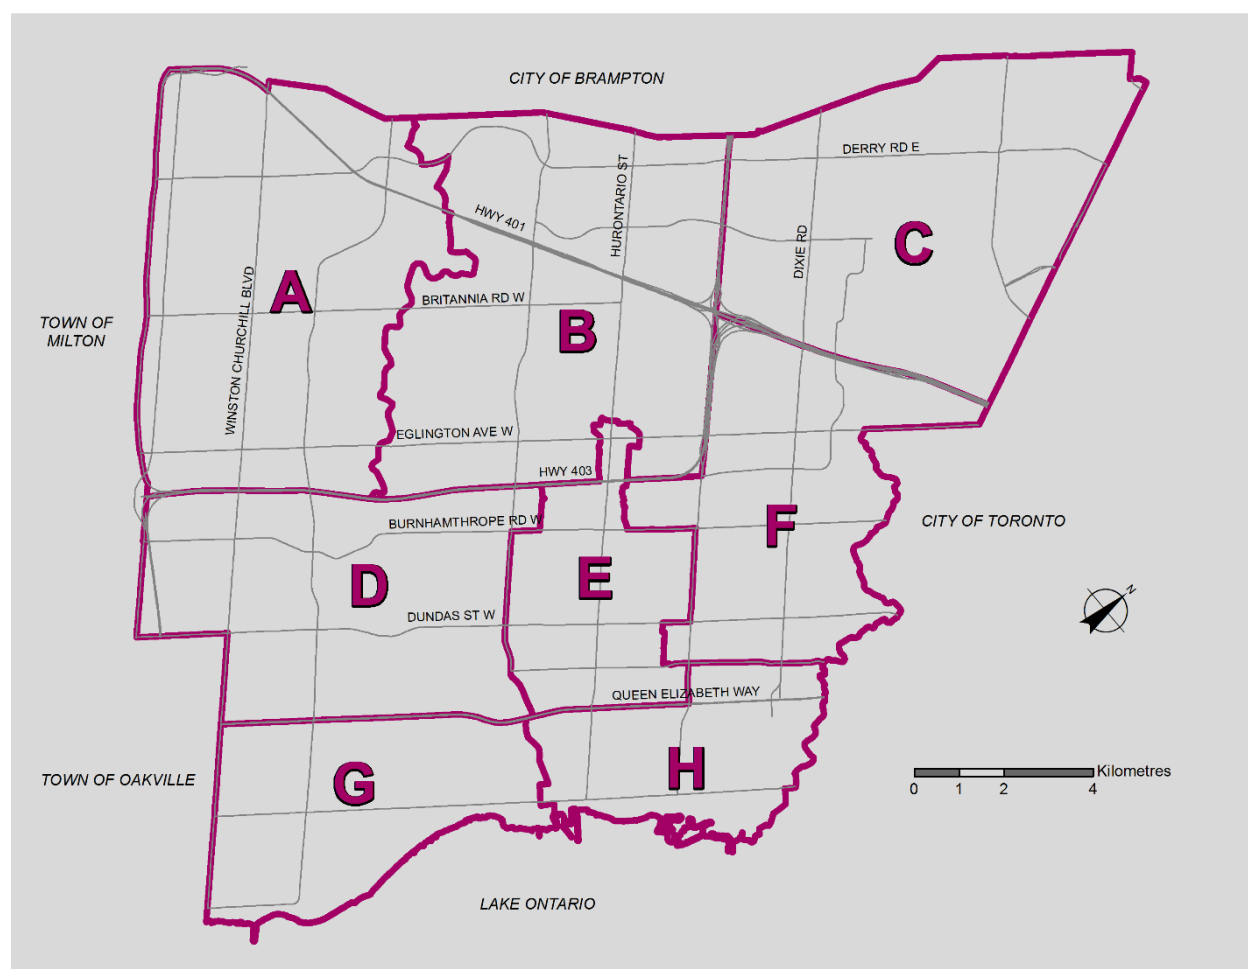 CITY OF BRAMPTON
DERRY RD E
HURONTARIO ST
HWY 401
DIXIE RD
C
WINSTON CHURCHILL BLVD
A
BRITANNIA RD W
B
TOWN OF
MILTON
EGLINGTON AVE W
HWY 403
BURNHAMTHROPE RD W
F
CITY OF TORONTO
D
E
N
DUNDAS ST W
QUEEN ELIZABETH WAY
TOWN OF OAKVILLE
G
H
Kilometres
0 1 2 4
LAKE ONTARIO